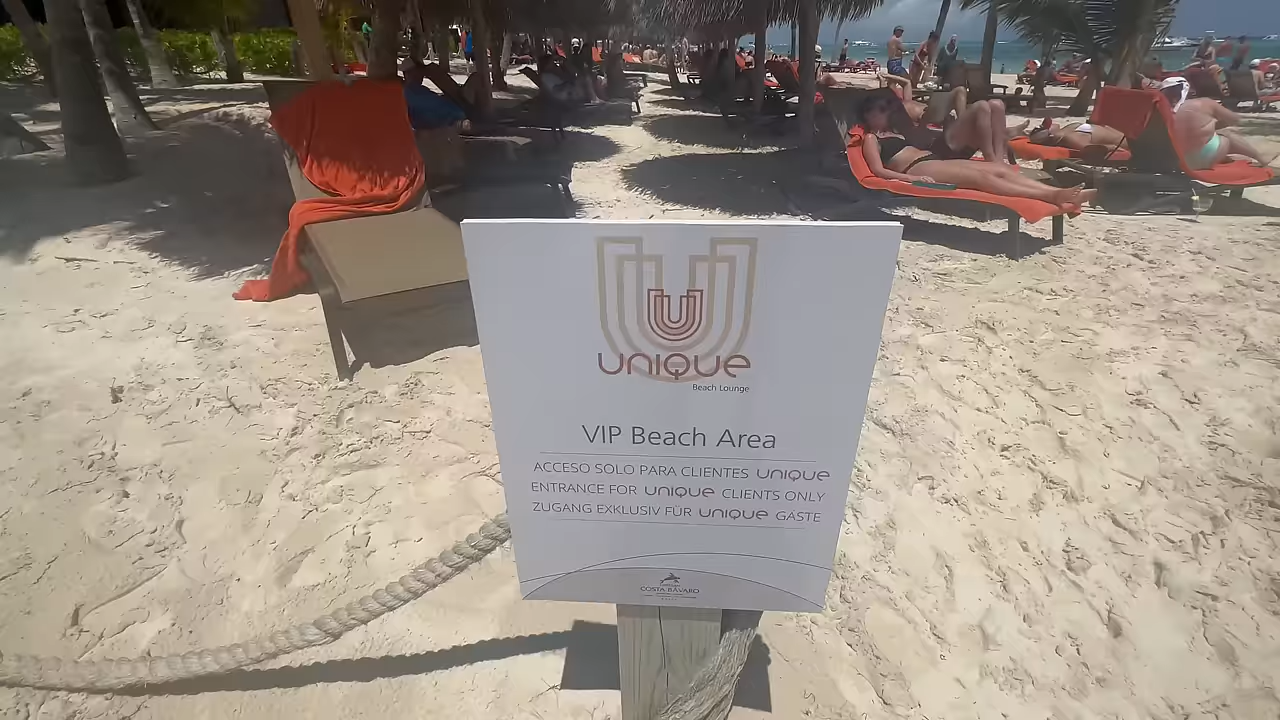 UNIQUE
Beach Lounge
VIP Beach Area
ACCESO SOLO PARA CLIENTES UNIQUE
ENTRANCE FOR UNIQUE CLIENTS ONLY
ZUGANG EXKLUSIV FÜR UNIQUE GÄSTE
COSTA BÁVARO